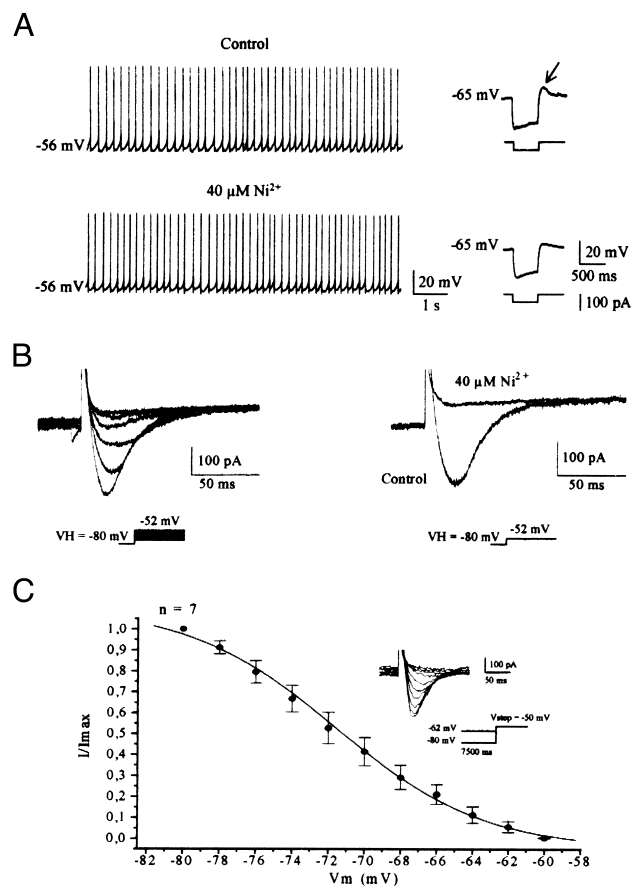 A
Control
-56 mV
-65 mV
40 μM Ni2+
-56 mV
20 mV
1 s
-65 mV
20 mV
500 ms
100 pA
B
100 pA
50 ms
-52 mV
VH = -80 mV
40 μM Ni2+
Control
100 pA
50 ms
-52 mV
VH = -80 mV
C
n = 7
1,0
0,9
0,8
0,7
0,6
0,5
0,4
0,3
0,2
0,1
0,0
I/Imax
100 pA
50 ms
Vstep = -50 mV
-62 mV
-80 mV
7500 ms
-82 -80 -78 -76 -74 -72 -70 -68 -66 -64 -62 -60 -58
Vm (mV)